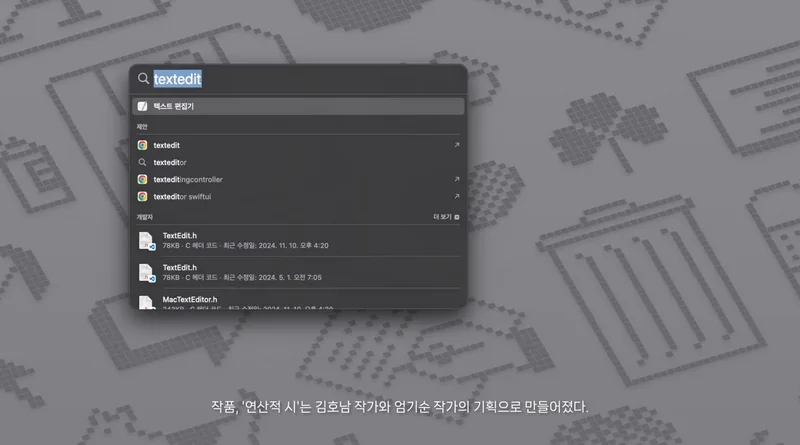 textedit
텍스트 편집기
제안
textedit
texteditor
texteditingcontroller
texteditor swiftui
개발자 더 보기
TextEdit.h
78KB · C 헤더 코드 · 최근 수정일: 2024. 11. 10. 오후 4:20
TextEdit.h
78KB · C 헤더 코드 · 최근 수정일: 2024. 5. 1. 오전 7:05
MacTextEditor.h
작품, '연산적 시'는 김호남 작가와 엄기순 작가의 기획으로 만들어졌다.